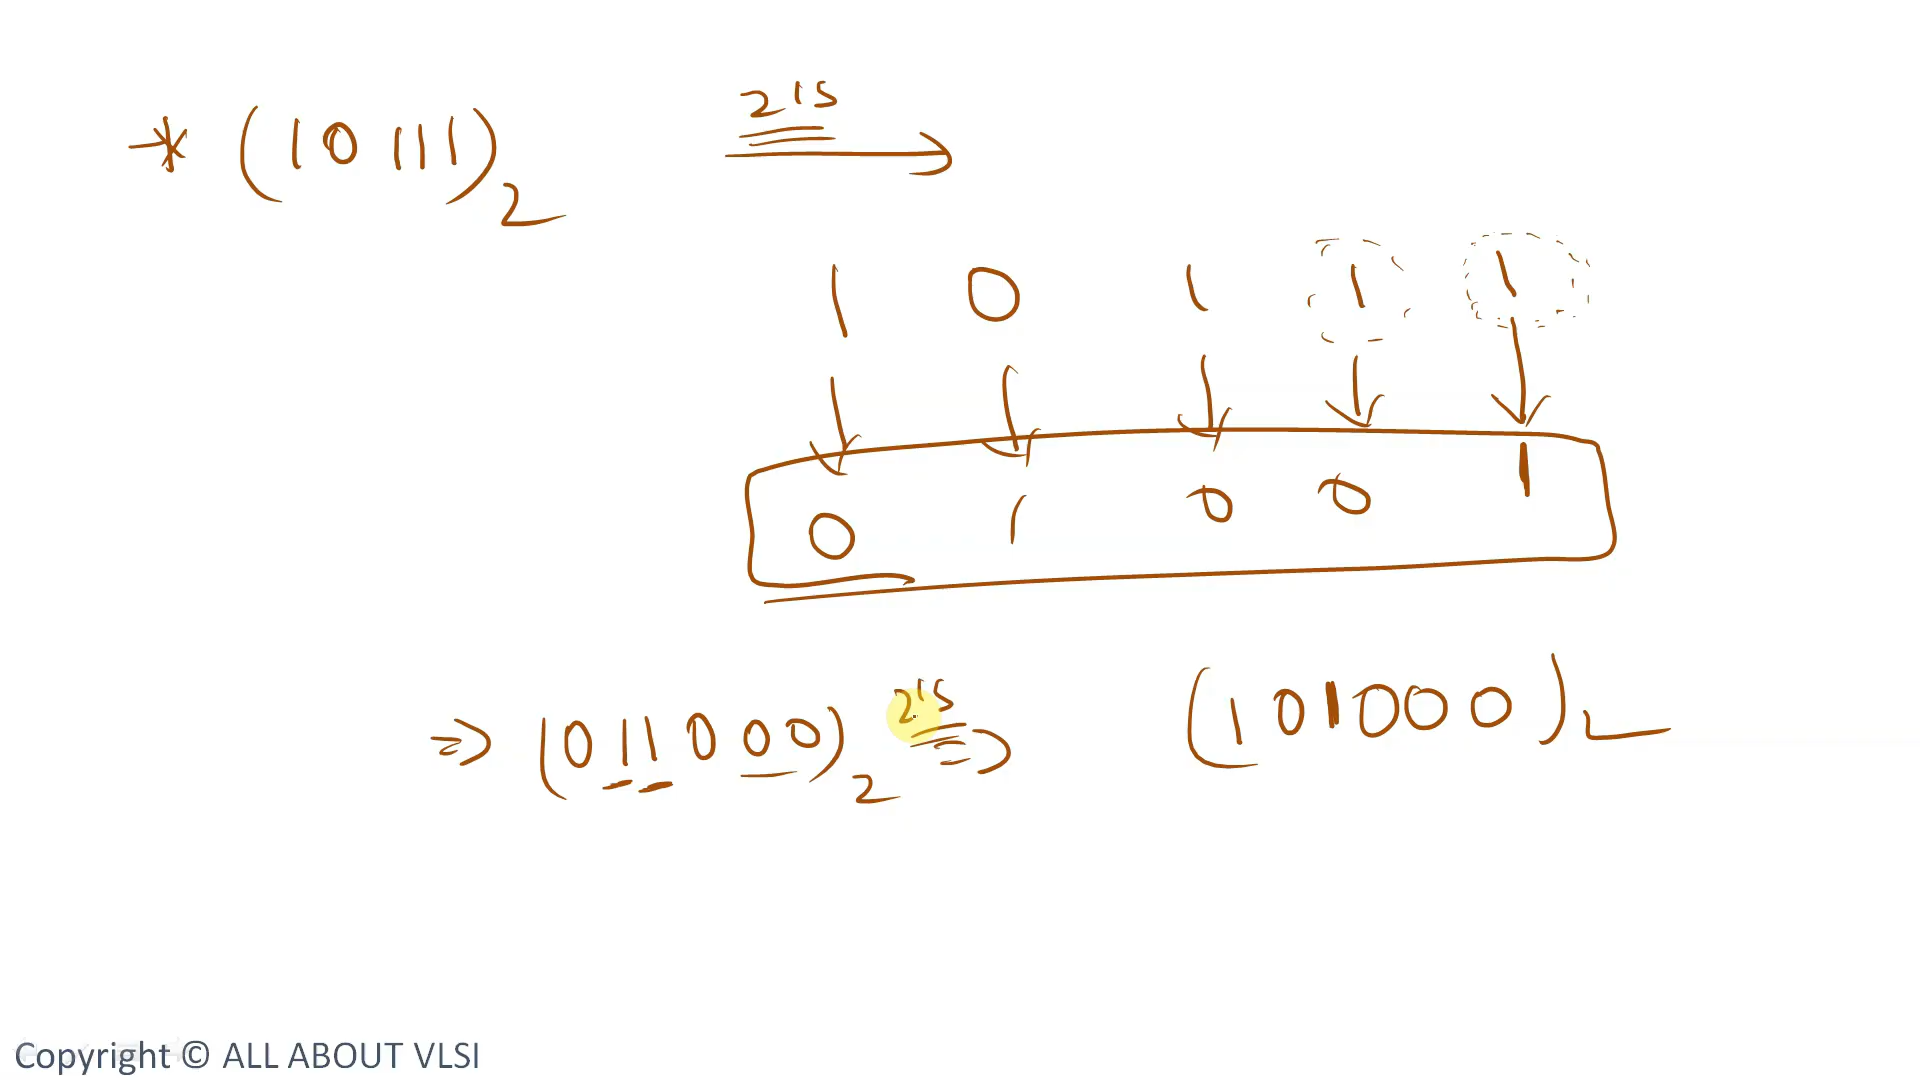 * (10111)2 2's
1 0 1 1 1
0 1 0 0 1
=> (011000)2 2's => (101000)2
Copyright © ALL ABOUT VLSI